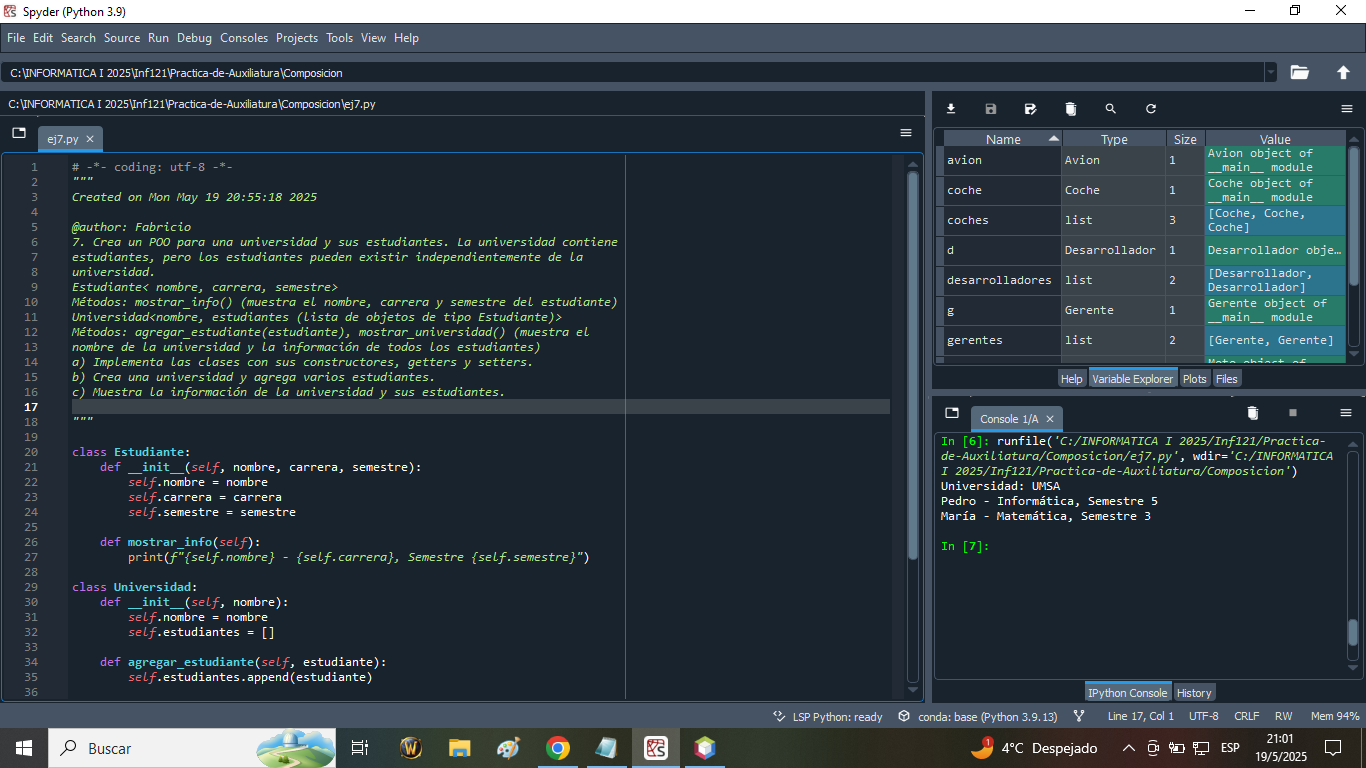 Spyder (Python 3.9)
File Edit Search Source Run Debug Consoles Projects Tools View Help
C:\INFORMATICA I 2025\Inf121\Practica-de-Auxiliatura\Composicion
C:\INFORMATICA I 2025\Inf121\Practica-de-Auxiliatura\Composicion\ej7.py
ej7.py
1 # -*- coding: utf-8 -*-
2 """
3 Created on Mon May 19 20:55:18 2025
4
5 @author: Fabricio
6 7. Crea un POO para una universidad y sus estudiantes. La universidad contiene
7 estudiantes, pero los estudiantes pueden existir independientemente de la
8 universidad.
9 Estudiante< nombre, carrera, semestre>
10 Métodos: mostrar_info() (muestra el nombre, carrera y semestre del estudiante)
11 Universidad<nombre, estudiantes (lista de objetos de tipo Estudiante)>
12 Métodos: agregar_estudiante(estudiante), mostrar_universidad() (muestra el
13 nombre de la universidad y la información de todos los estudiantes)
14 a) Implementa las clases con sus constructores, getters y setters.
15 b) Crea una universidad y agrega varios estudiantes.
16 c) Muestra la información de la universidad y sus estudiantes.
17
18 """
19
20 class Estudiante:
21 def __init__(self, nombre, carrera, semestre):
22 self.nombre = nombre
23 self.carrera = carrera
24 self.semestre = semestre
25
26 def mostrar_info(self):
27 print(f"{self.nombre} - {self.carrera}, Semestre {self.semestre}")
28
29 class Universidad:
30 def __init__(self, nombre):
31 self.nombre = nombre
32 self.estudiantes = []
33
34 def agregar_estudiante(self, estudiante):
35 self.estudiantes.append(estudiante)
36
Name Type Size Value
avion Avion 1 Avion object of
__main__ module
coche Coche 1 Coche object of
__main__ module
coches list 3 [Coche, Coche,
Coche]
d Desarrollador 1 Desarrollador obje…
desarrolladores list 2 [Desarrollador,
Desarrollador]
g Gerente 1 Gerente object of
__main__ module
gerentes list 2 [Gerente, Gerente]
Moto object of
Help Variable Explorer Plots Files
Console 1/A
In [6]: runfile('C:/INFORMATICA I 2025/Inf121/Practica-
de-Auxiliatura/Composicion/ej7.py', wdir='C:/INFORMATICA
I 2025/Inf121/Practica-de-Auxiliatura/Composicion')
Universidad: UMSA
Pedro - Informática, Semestre 5
María - Matemática, Semestre 3
In [7]:
IPython Console History
LSP Python: ready conda: base (Python 3.9.13) Line 17, Col 1 UTF-8 CRLF RW Mem 94%
Buscar
4°C Despejado
ESP
21:01
19/5/2025